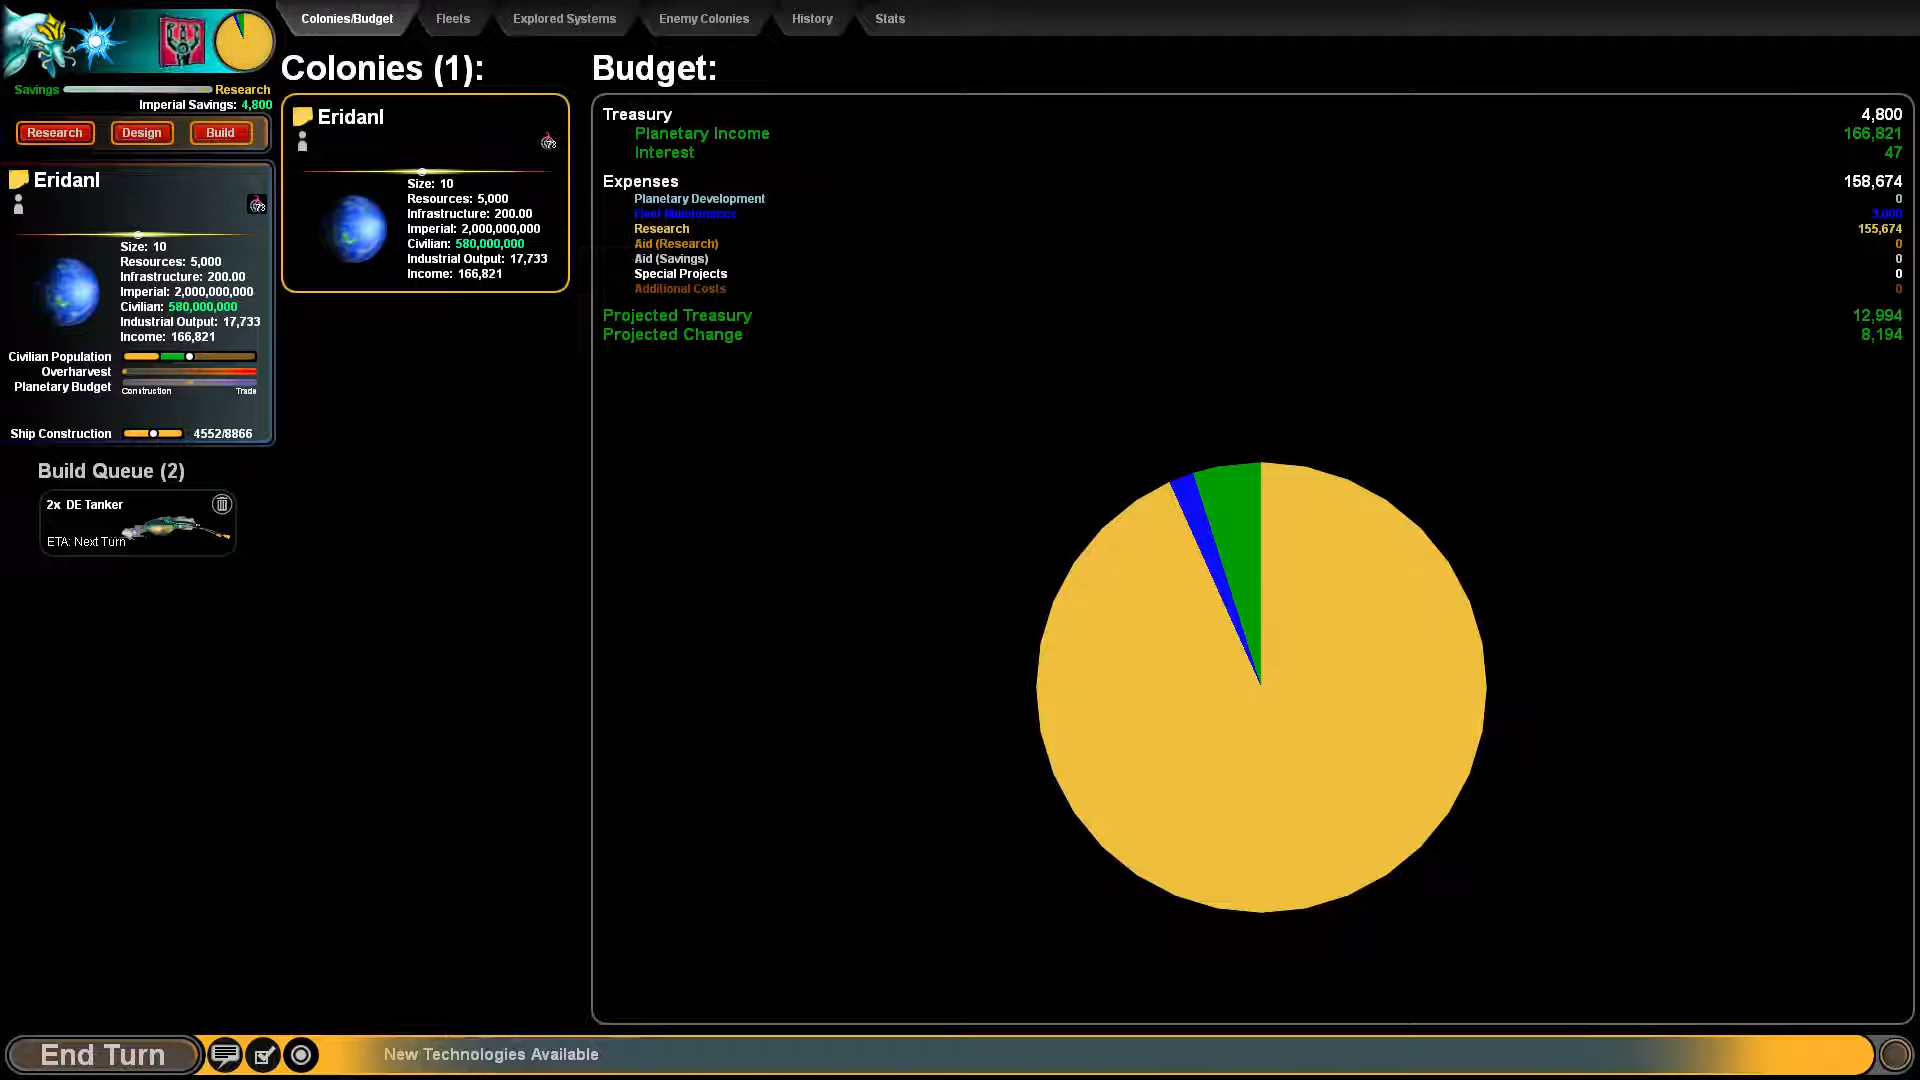 Colonies/Budget
Fleets
Explored Systems
Enemy Colonies
History
Stats
Savings
Research
Imperial Savings: 4,800
Research
Design
Build
Eridanl
Size: 10
Resources: 5,000
Infrastructure: 200.00
Imperial: 2,000,000,000
Civilian: 580,000,000
Industrial Output: 17,733
Income: 166,821
Civilian Population
Overharvest
Planetary Budget
Construction
Trade
Ship Construction
4552/8866
Build Queue (2)
2x DE Tanker
ETA: Next Turn
Colonies (1):
Eridanl
Size: 10
Resources: 5,000
Infrastructure: 200.00
Imperial: 2,000,000,000
Civilian: 580,000,000
Industrial Output: 17,733
Income: 166,821
Budget:
Treasury 4,800
Planetary Income 166,821
Interest 47
Expenses 158,674
Planetary Development 0
Fleet Maintenance 3,000
Research 155,674
Aid (Research) 0
Aid (Savings) 0
Special Projects 0
Additional Costs 0
Projected Treasury 12,994
Projected Change 8,194
End Turn
New Technologies Available